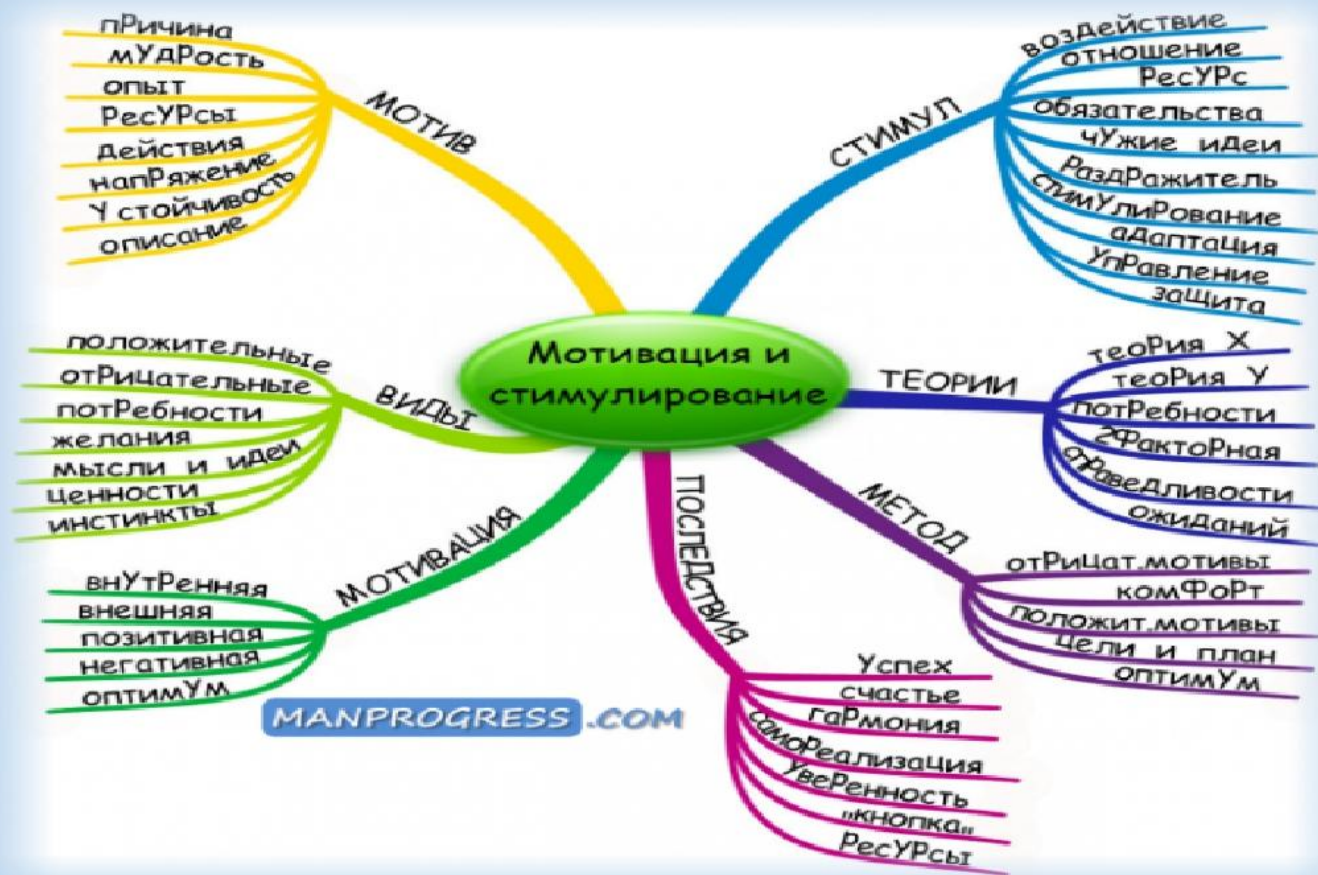 Мотивация и
стимулирование
МОТИВ
пРичина
мУдРость
опыт
РесУРсы
действия
напРяжение
У стойчивость
описание
СТИМУЛ
воздействие
отношение
РесУРс
обязательства
чУжие идеи
РаздРажитель
стимУлиРование
адаптация
УпРавление
защита
ВИДЫ
положительные
отРицательные
потРебности
желания
мысли и идеи
ценности
инстинкты
ТЕОРИИ
теоРия X
теоРия Y
потРебности
2ФактоРная
спРаведливости
ожиданий
МОТИВАЦИЯ
внУтРенняя
внешняя
позитивная
негативная
оптимУм
МЕТОД
отРиЦат.мотивы
комФоРт
положит.мотивы
цели и план
оптимУм
ПОСЛЕДСТВИЯ
Успех
счастье
гаРмония
самоРеализация
УвеРенность
"кнопка"
РесУРсы
MANPROGRESS.COM